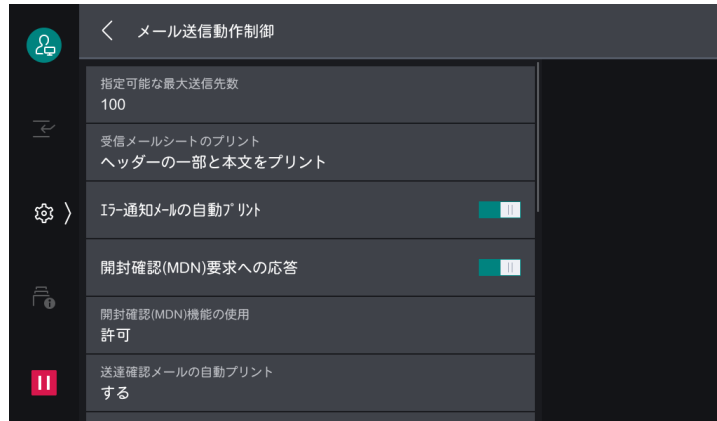 メール送信動作制御
指定可能な最大送信先数
100
受信メールシートのプリント
ヘッダーの一部と本文をプリント
ｴﾗｰ通知ﾒｰﾙの自動ﾌﾟﾘﾝﾄ
開封確認(MDN)要求への応答
開封確認(MDN)機能の使用
許可
送達確認メールの自動プリント
する